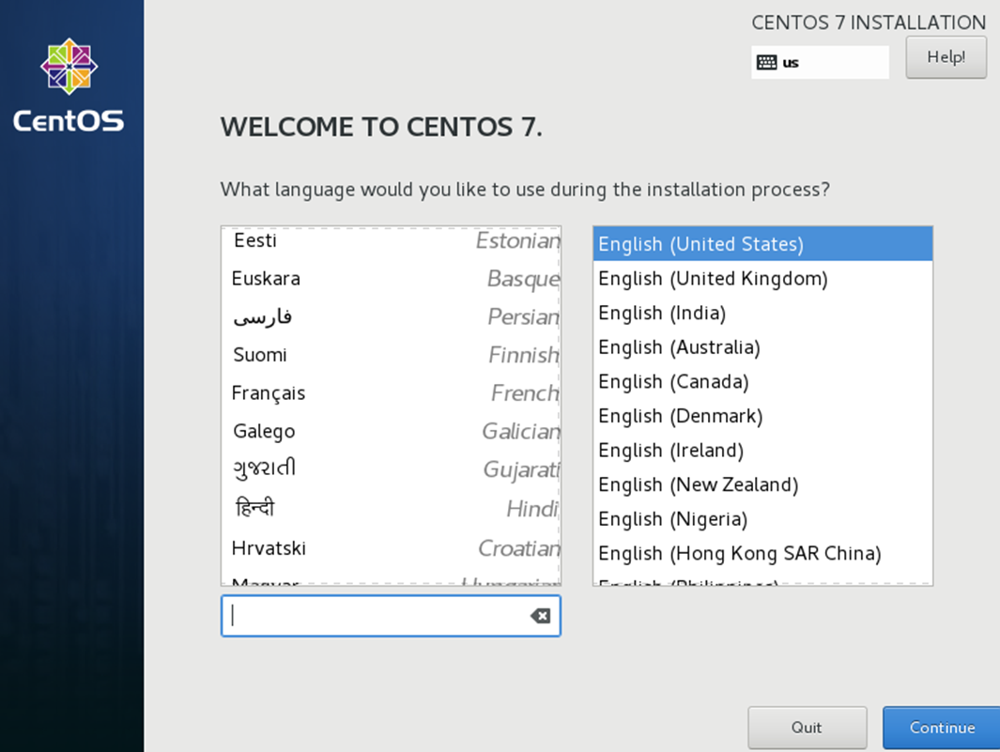 CentOS
CENTOS 7 INSTALLATION
us
Help!
WELCOME TO CENTOS 7.
What language would you like to use during the installation process?
Eesti Estonian
Euskara Basque
فارسی Persian
Suomi Finnish
Français French
Galego Galician
ગુજરાતી Gujarati
हिन्दी Hindi
Hrvatski Croatian
Magyar Hungarian
English (United States)
English (United Kingdom)
English (India)
English (Australia)
English (Canada)
English (Denmark)
English (Ireland)
English (New Zealand)
English (Nigeria)
English (Hong Kong SAR China)
English (Philippines)
Quit
Continue